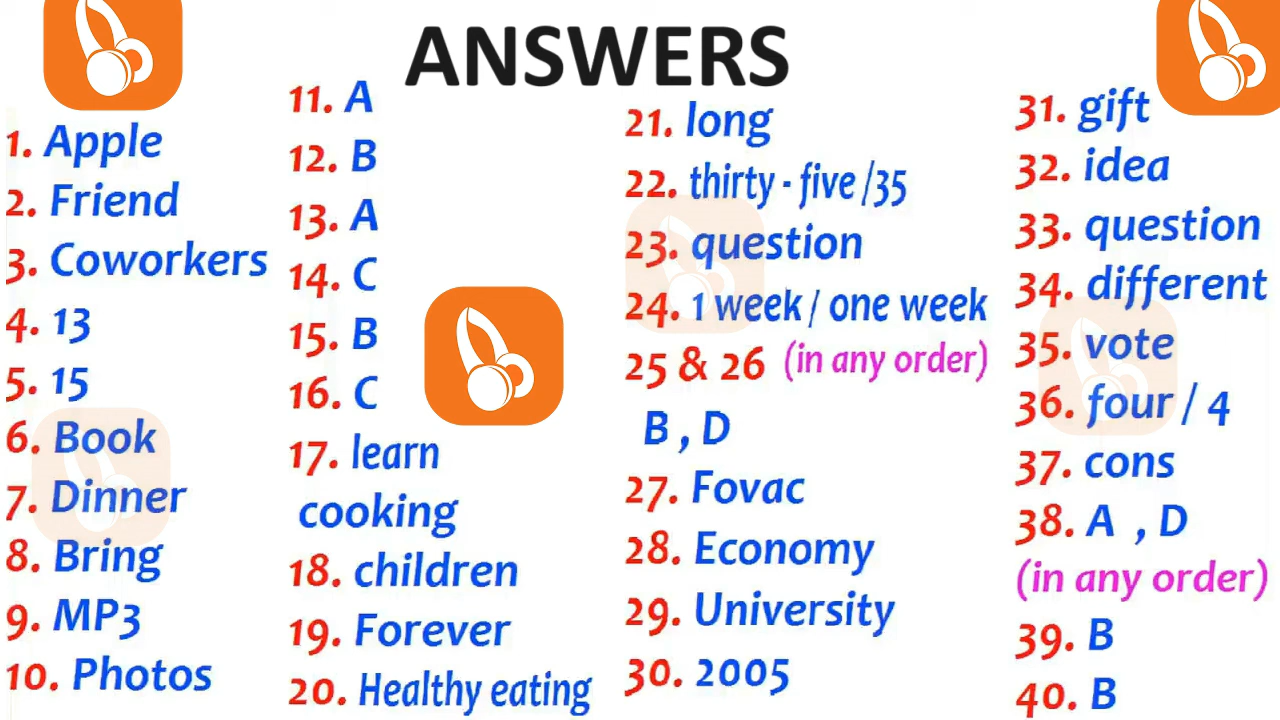 ANSWERS
1. Apple
2. Friend
3. Coworkers
4. 13
5. 15
6. Book
7. Dinner
8. Bring
9. MP3
10. Photos
11. A
12. B
13. A
14. C
15. B
16. C
17. learn
cooking
18. children
19. Forever
20. Healthy eating
21. long
22. thirty - five /35
23. question
24. 1 week / one week
25 & 26 (in any order)
B , D
27. Fovac
28. Economy
29. University
30. 2005
31. gift
32. idea
33. question
34. different
35. vote
36. four / 4
37. cons
38. A , D
(in any order)
39. B
40. B